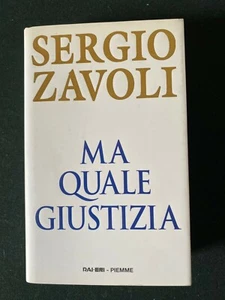 SERGIO
ZAVOLI
MA
QUALE
GIUSTIZIA
RAI-ERI - PIEMME